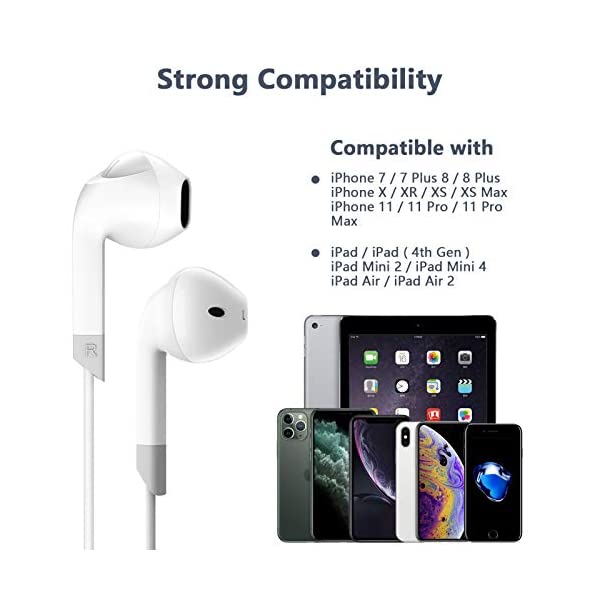 Strong Compatibility
Compatible with
iPhone 7 / 7 Plus 8 / 8 Plus
iPhone X / XR / XS / XS Max
iPhone 11 / 11 Pro / 11 Pro
Max
iPad / iPad ( 4th Gen )
iPad Mini 2 / iPad Mini 4
iPad Air / iPad Air 2
R